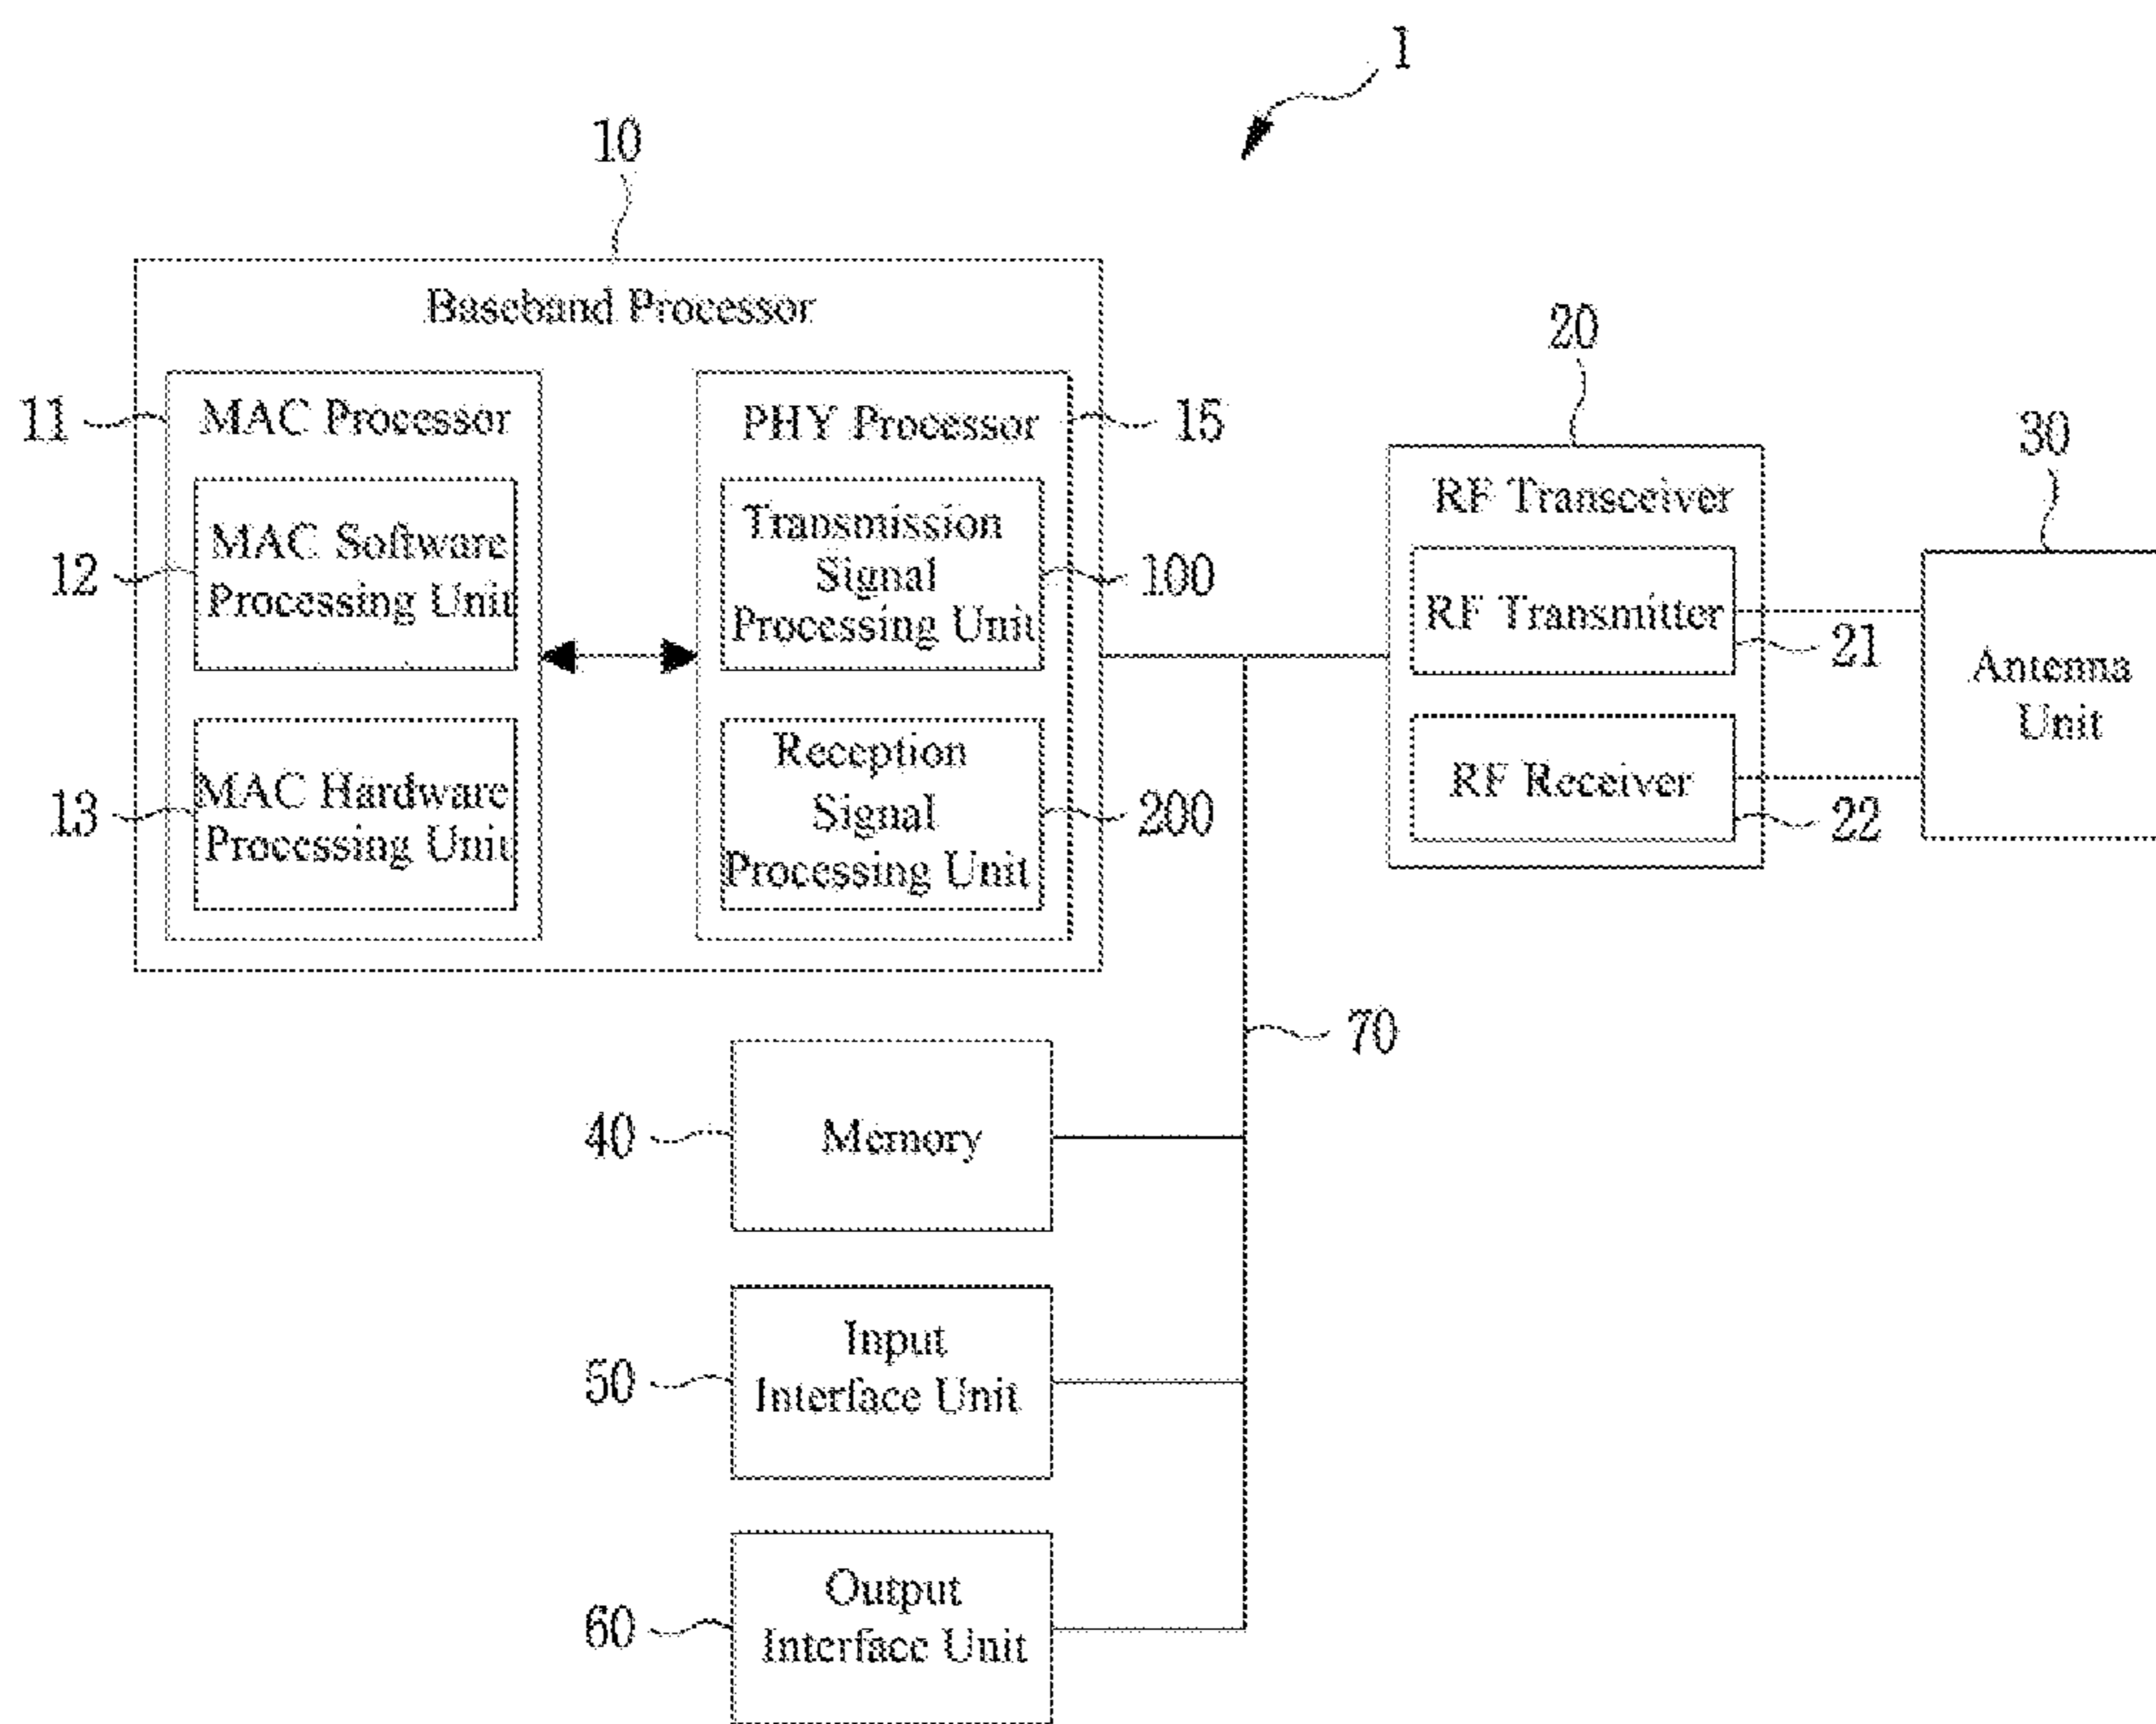 1
10
Baseband Processor
11
MAC Processor
12
MAC Software
Processing Unit
13
MAC Hardware
Processing Unit
PHY Processor
15
Transmission
Signal
Processing Unit
100
Reception
Signal
Processing Unit
200
20
RF Transceiver
RF Transmitter
21
RF Receiver
22
30
Antenna
Unit
70
40
Memory
50
Input
Interface Unit
60
Output
Interface Unit